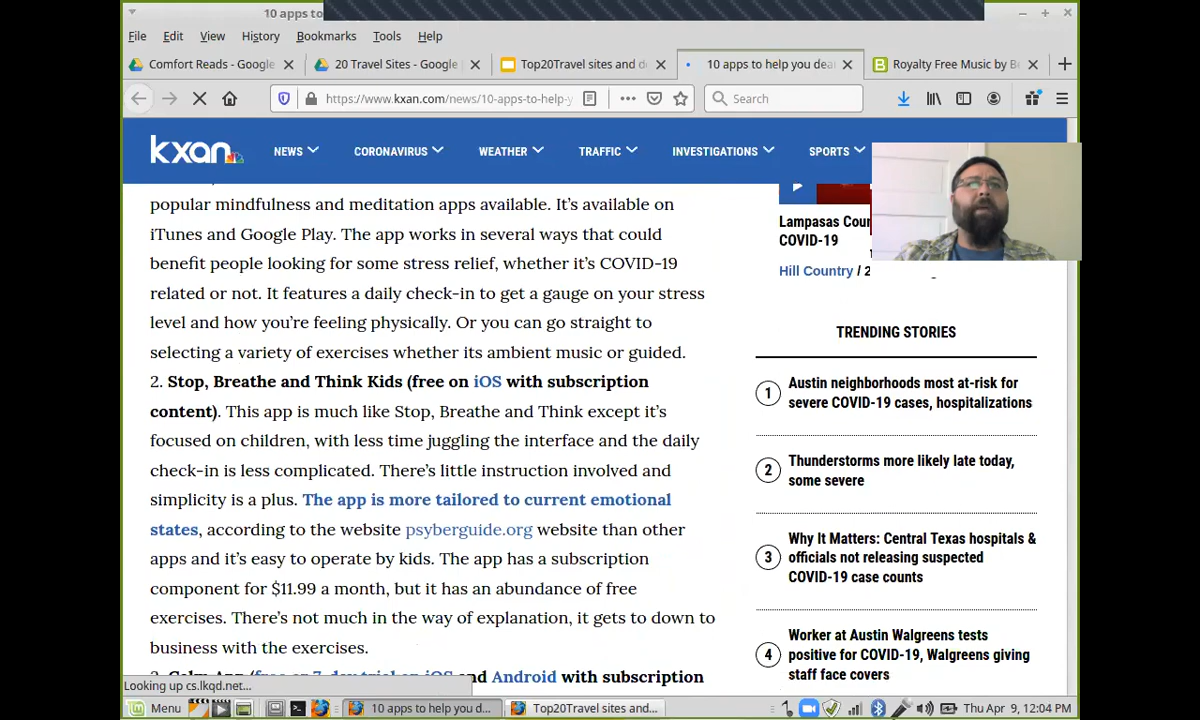 10 apps to
File Edit View History Bookmarks Tools Help
Comfort Reads - Google
20 Travel Sites - Google
Top20Travel sites and d
10 apps to help you deal
Royalty Free Music by B
https://www.kxan.com/news/10-apps-to-help-y
Search
kxan
NEWS CORONAVIRUS WEATHER TRAFFIC INVESTIGATIONS SPORTS
popular mindfulness and meditation apps available. It's available on
iTunes and Google Play. The app works in several ways that could
benefit people looking for some stress relief, whether it's COVID-19
related or not. It features a daily check-in to get a gauge on your stress
level and how you're feeling physically. Or you can go straight to
selecting a variety of exercises whether its ambient music or guided.
2. Stop, Breathe and Think Kids (free on iOS with subscription
content). This app is much like Stop, Breathe and Think except it's
focused on children, with less time juggling the interface and the daily
check-in is less complicated. There's little instruction involved and
simplicity is a plus. The app is more tailored to current emotional
states, according to the website psyberguide.org website than other
apps and it's easy to operate by kids. The app has a subscription
component for $11.99 a month, but it has an abundance of free
exercises. There's not much in the way of explanation, it gets to down to
business with the exercises.
and Android with subscription
Lampasas Coun
COVID-19
Hill Country / 2
TRENDING STORIES
1 Austin neighborhoods most at-risk for
severe COVID-19 cases, hospitalizations
2 Thunderstorms more likely late today,
some severe
3 Why It Matters: Central Texas hospitals &
officials not releasing suspected
COVID-19 case counts
4 Worker at Austin Walgreens tests
positive for COVID-19, Walgreens giving
staff face covers
Looking up cs.lkqd.net...
Menu
10 apps to help you d...
Top20Travel sites and...
Thu Apr 9, 12:04 PM